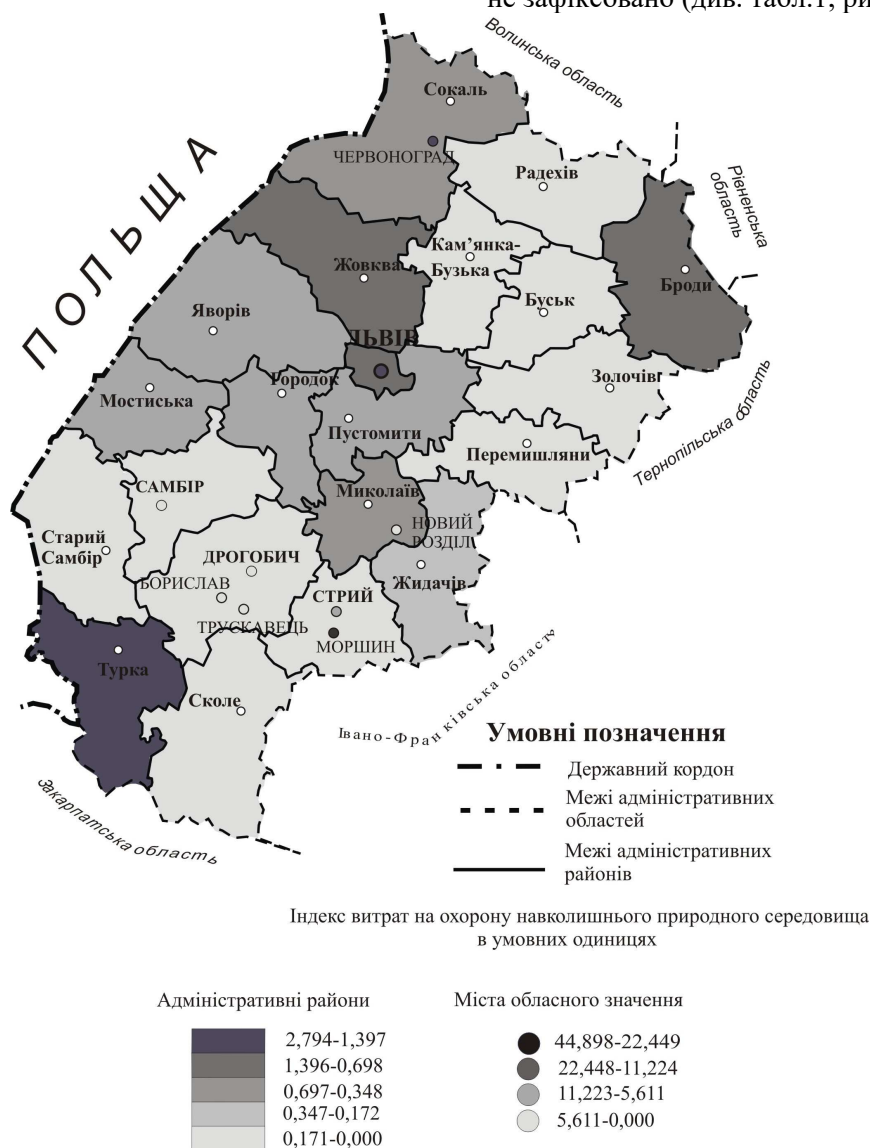 не зафіксовано (див. табл.1, ри
Волинська область
Сокаль
ЧЕРВОНОГРАД
ПОЛЬЩА
Радехів
Рівненська
область
Кам’янка-
Бузька
Жовква
Броди
Буськ
Яворів
ЛЬВІВ
Городок
Золочів
Мостиська
Пустомити
Тернопільська область
Перемишляни
САМБІР
Миколаїв
НОВИЙ
РОЗДІЛ
Старий
Самбір
ДРОГОБИЧ
БОРИСЛАВ
Жидачів
СТРИЙ
ТРУСКАВЕЦЬ
МОРШИН
Турка
Сколе
Івано-Франківська область
Закарпатська область
Умовні позначення
Державний кордон
Межі адміністративних
областей
Межі адміністративних
районів
Індекс витрат на охорону навколишнього природного середовища
в умовних одиницях
Адміністративні райони
2,794-1,397
1,396-0,698
0,697-0,348
0,347-0,172
0,171-0,000
Міста обласного значення
44,898-22,449
22,448-11,224
11,223-5,611
5,611-0,000